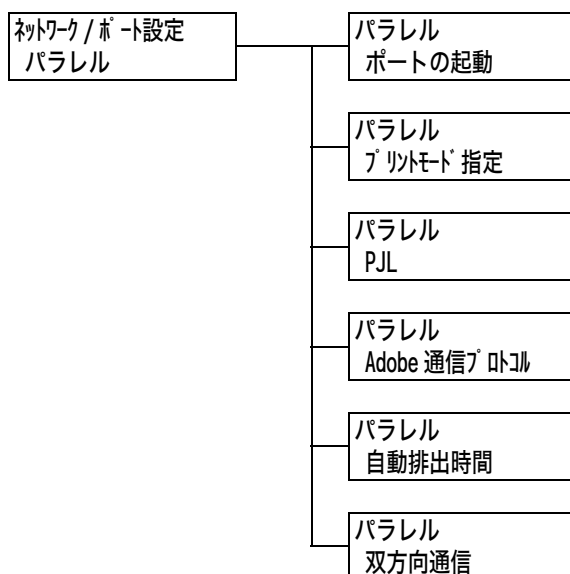 ﾈｯﾄﾜｰｸ / ﾎﾟｰﾄ設定
パラレル
パラレル
ポートの起動
パラレル
ﾌﾟﾘﾝﾄﾓｰﾄﾞ指定
パラレル
PJL
パラレル
Adobe 通信ﾌﾟﾛﾄｺﾙ
パラレル
自動排出時間
パラレル
双方向通信